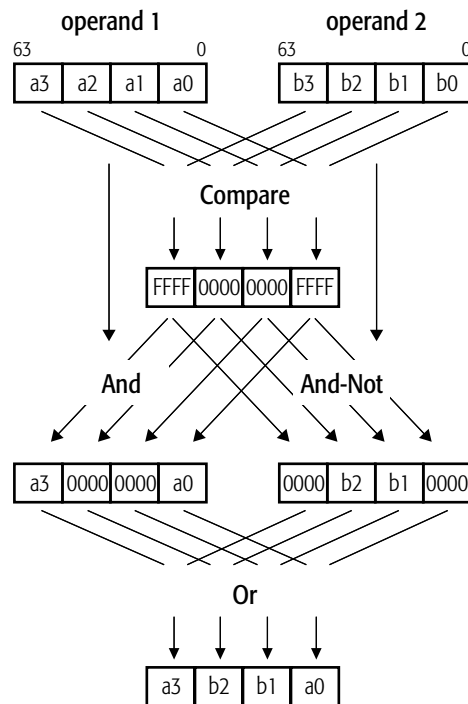 operand 1 operand 2
63 0 63 0
a3 a2 a1 a0 b3 b2 b1 b0
Compare
FFFF 0000 0000 FFFF
And And-Not
a3 0000 0000 a0 0000 b2 b1 0000
Or
a3 b2 b1 a0